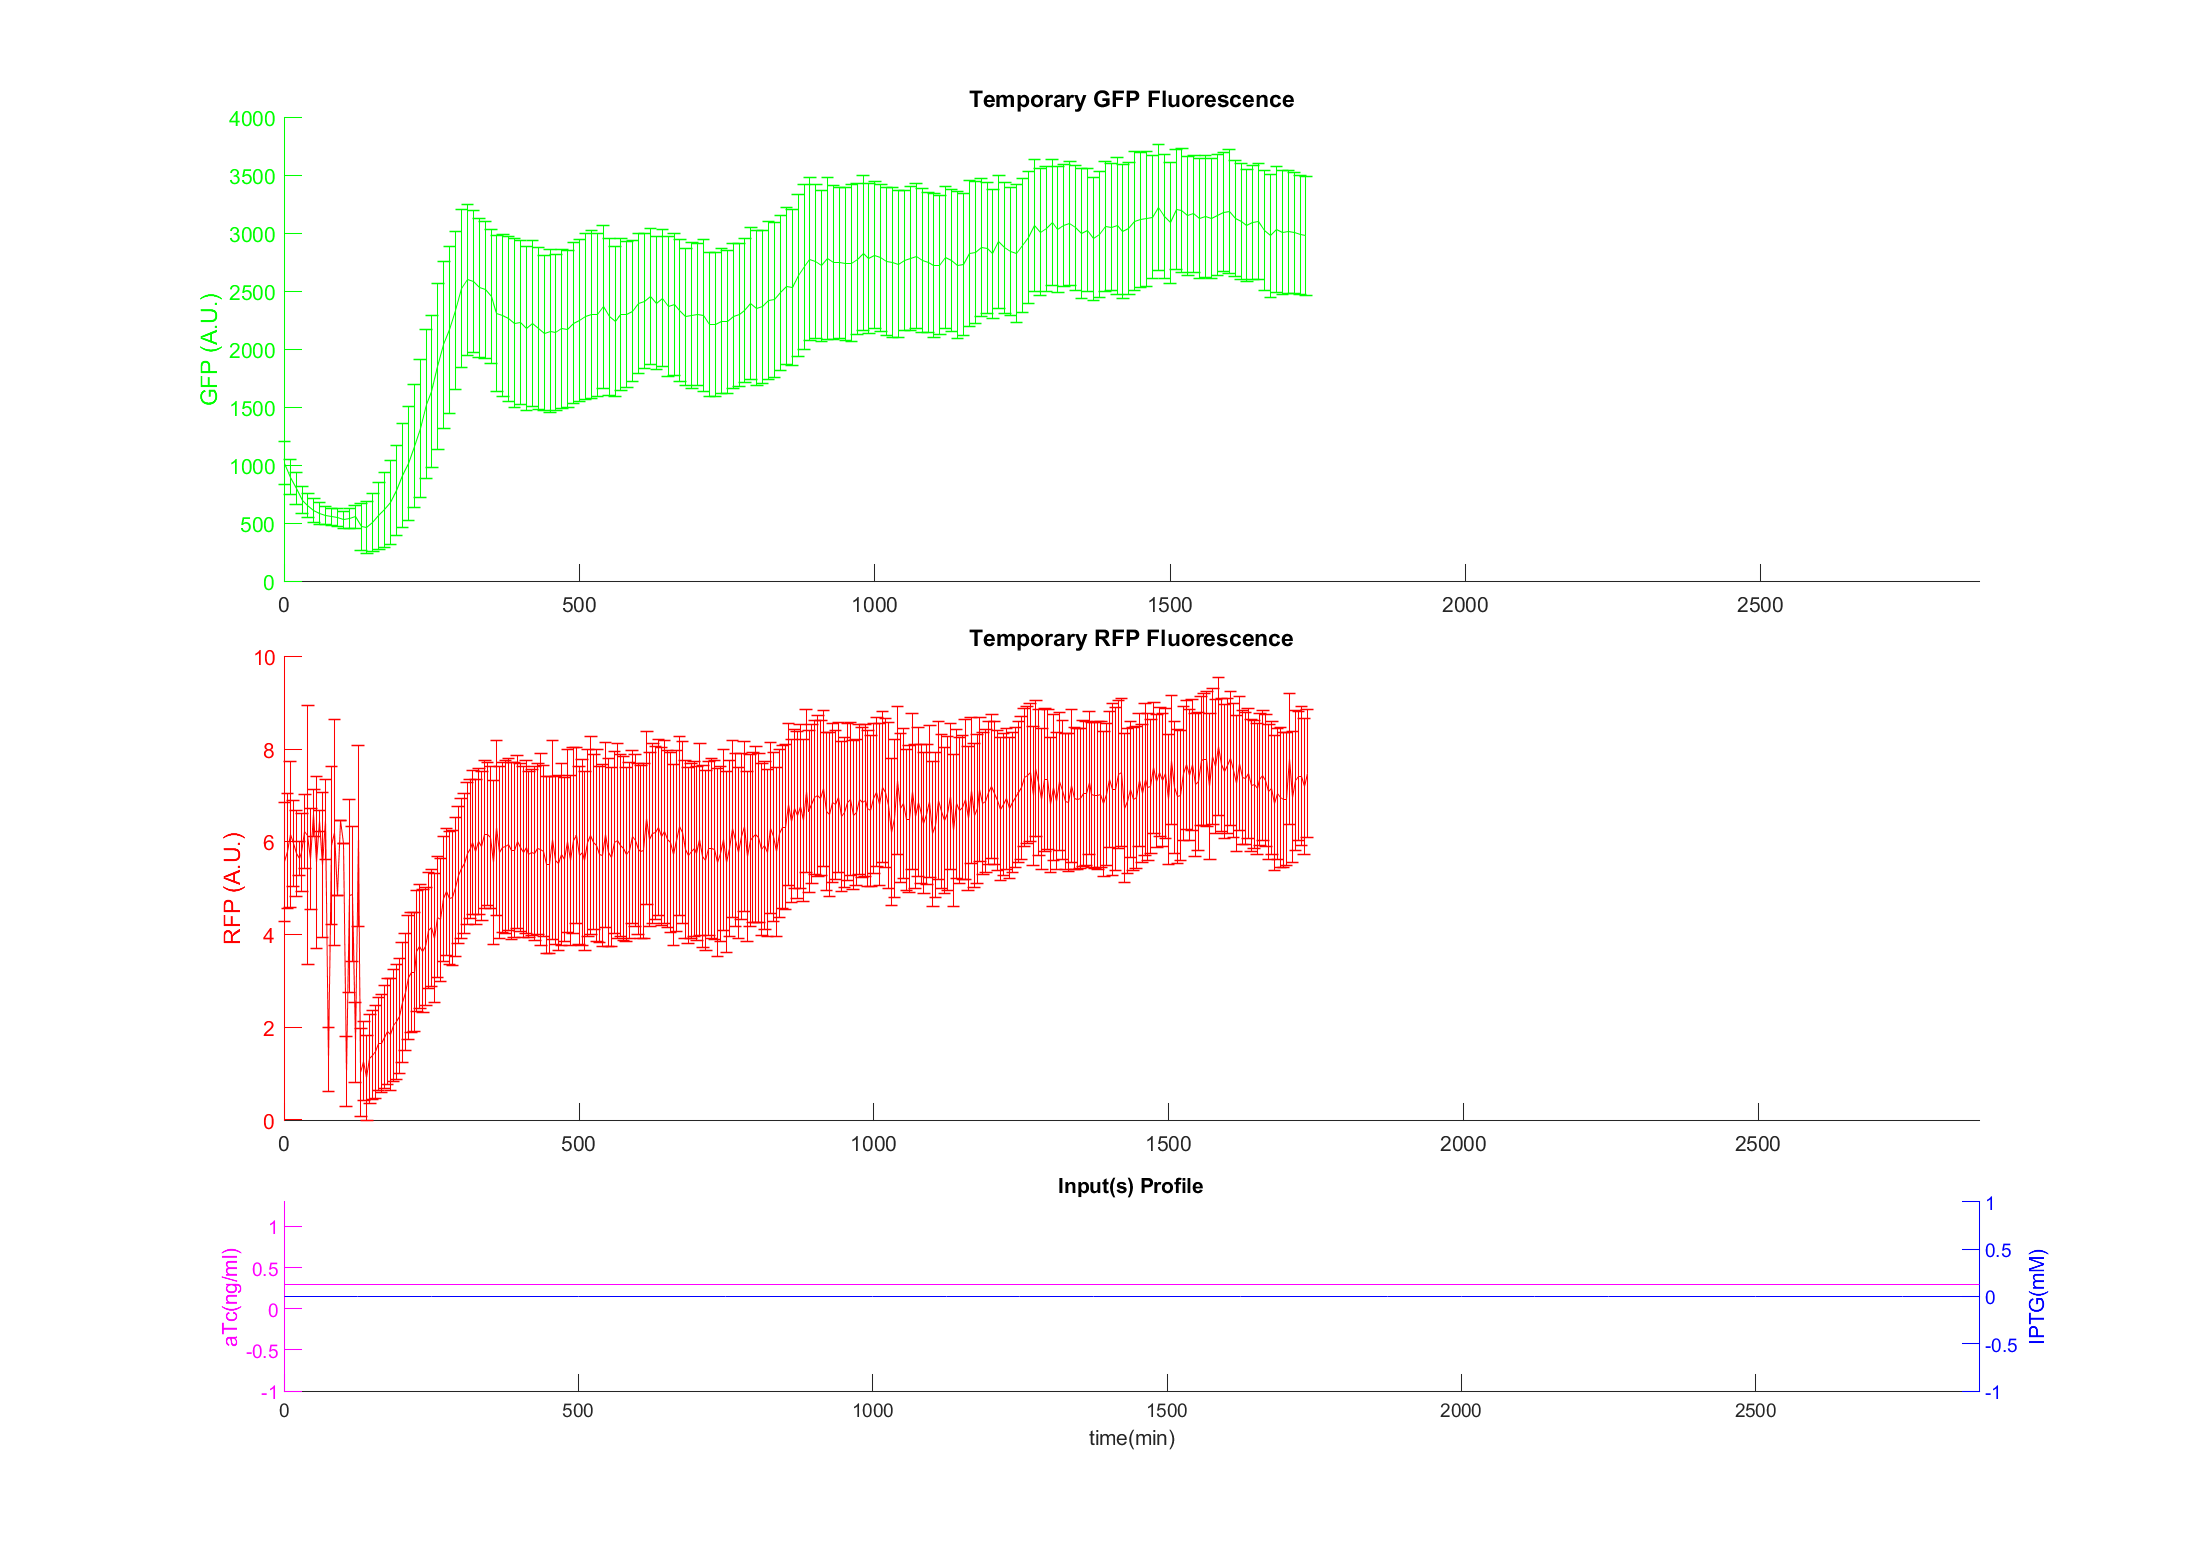 Temporary GFP Fluorescence
4000
3500
3000
2500
2000
1500
1000
500
0
GFP (A.U.)
0 500 1000 1500 2000 2500
Temporary RFP Fluorescence
10
8
6
4
2
0
RFP (A.U.)
0 500 1000 1500 2000 2500
Input(s) Profile
1
0.5
0
-0.5
-1
aTc(ng/ml)
1
0.5
0
-0.5
-1
IPTG(mM)
0 500 1000 1500 2000 2500
time(min)